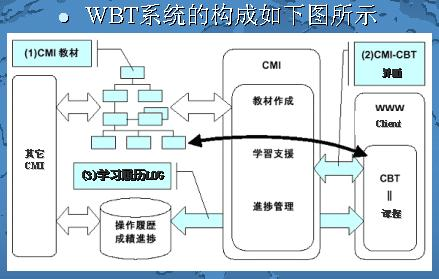 WBT系统的构成如下图所示
(1)CMI 教材
CMI
(2)CMI-CBT
界面
教材作成
WWW
Client
其它
CMI
学習支援
(3)学习履历LOG
CBT
||
课程
操作履歴
成績進捗
進捗管理